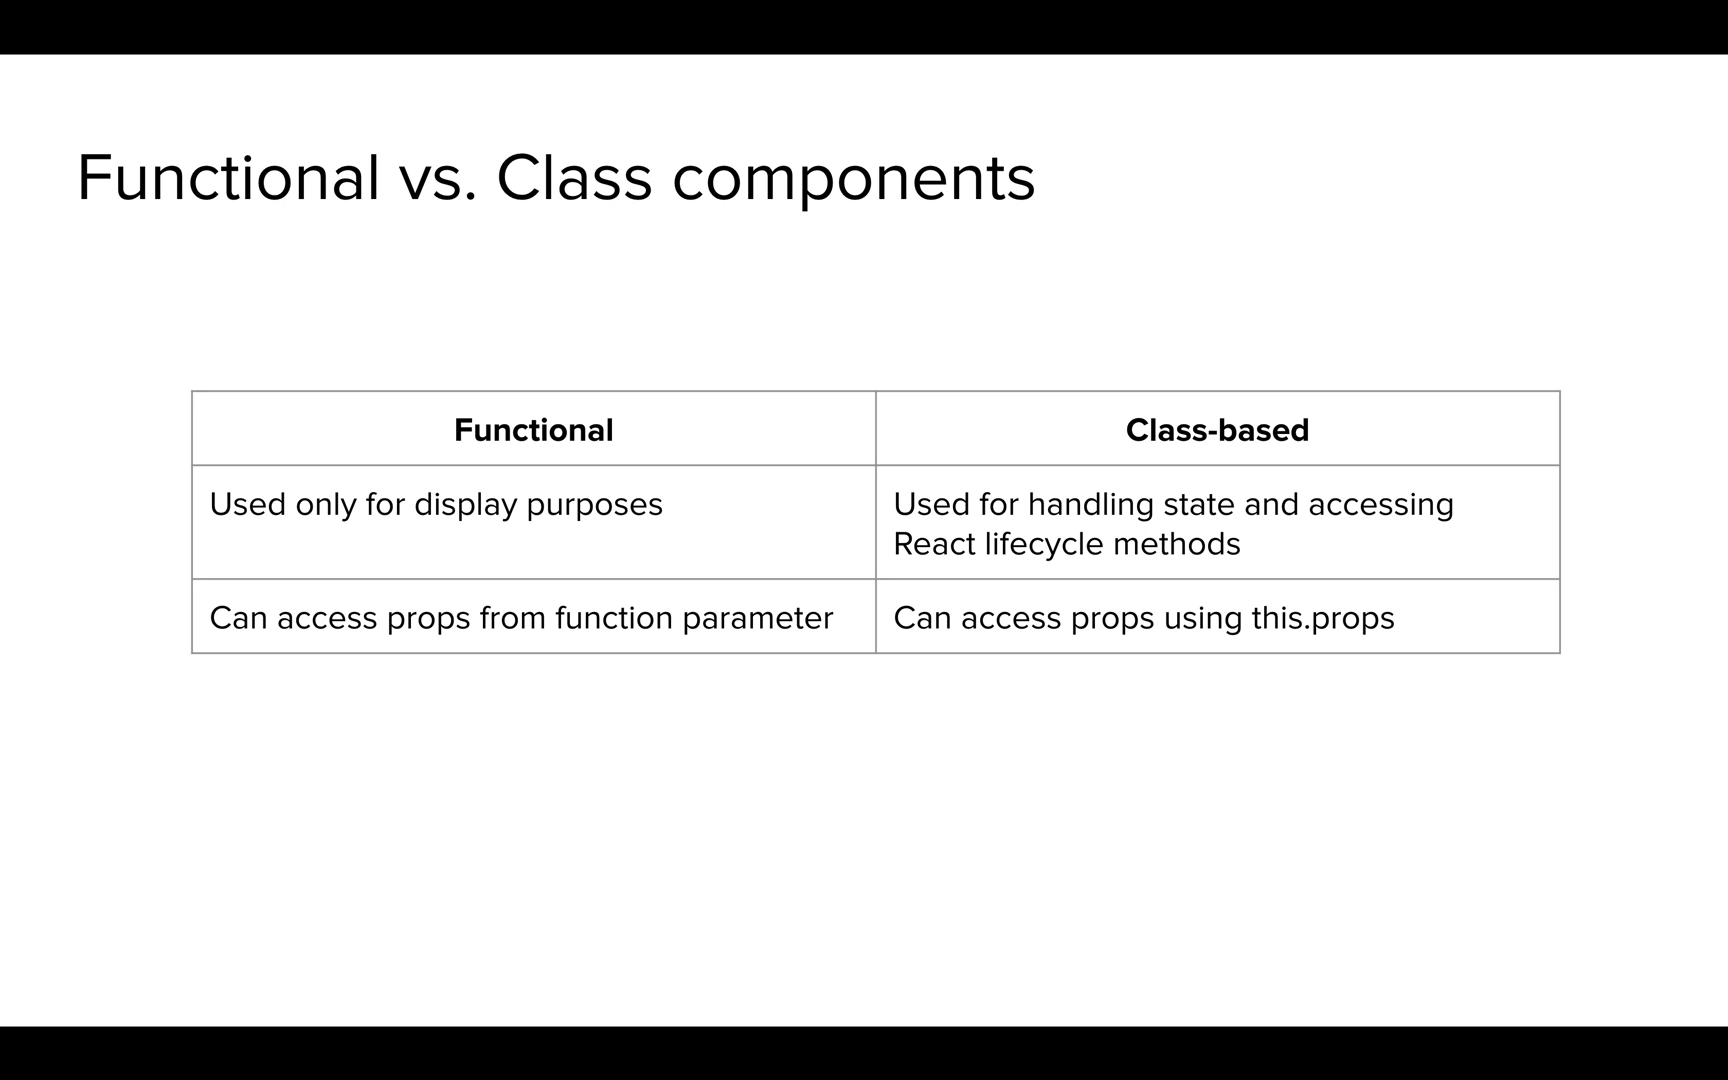 Functional vs. Class components
Functional
Class-based
Used only for display purposes
Used for handling state and accessing
React lifecycle methods
Can access props from function parameter
Can access props using this.props